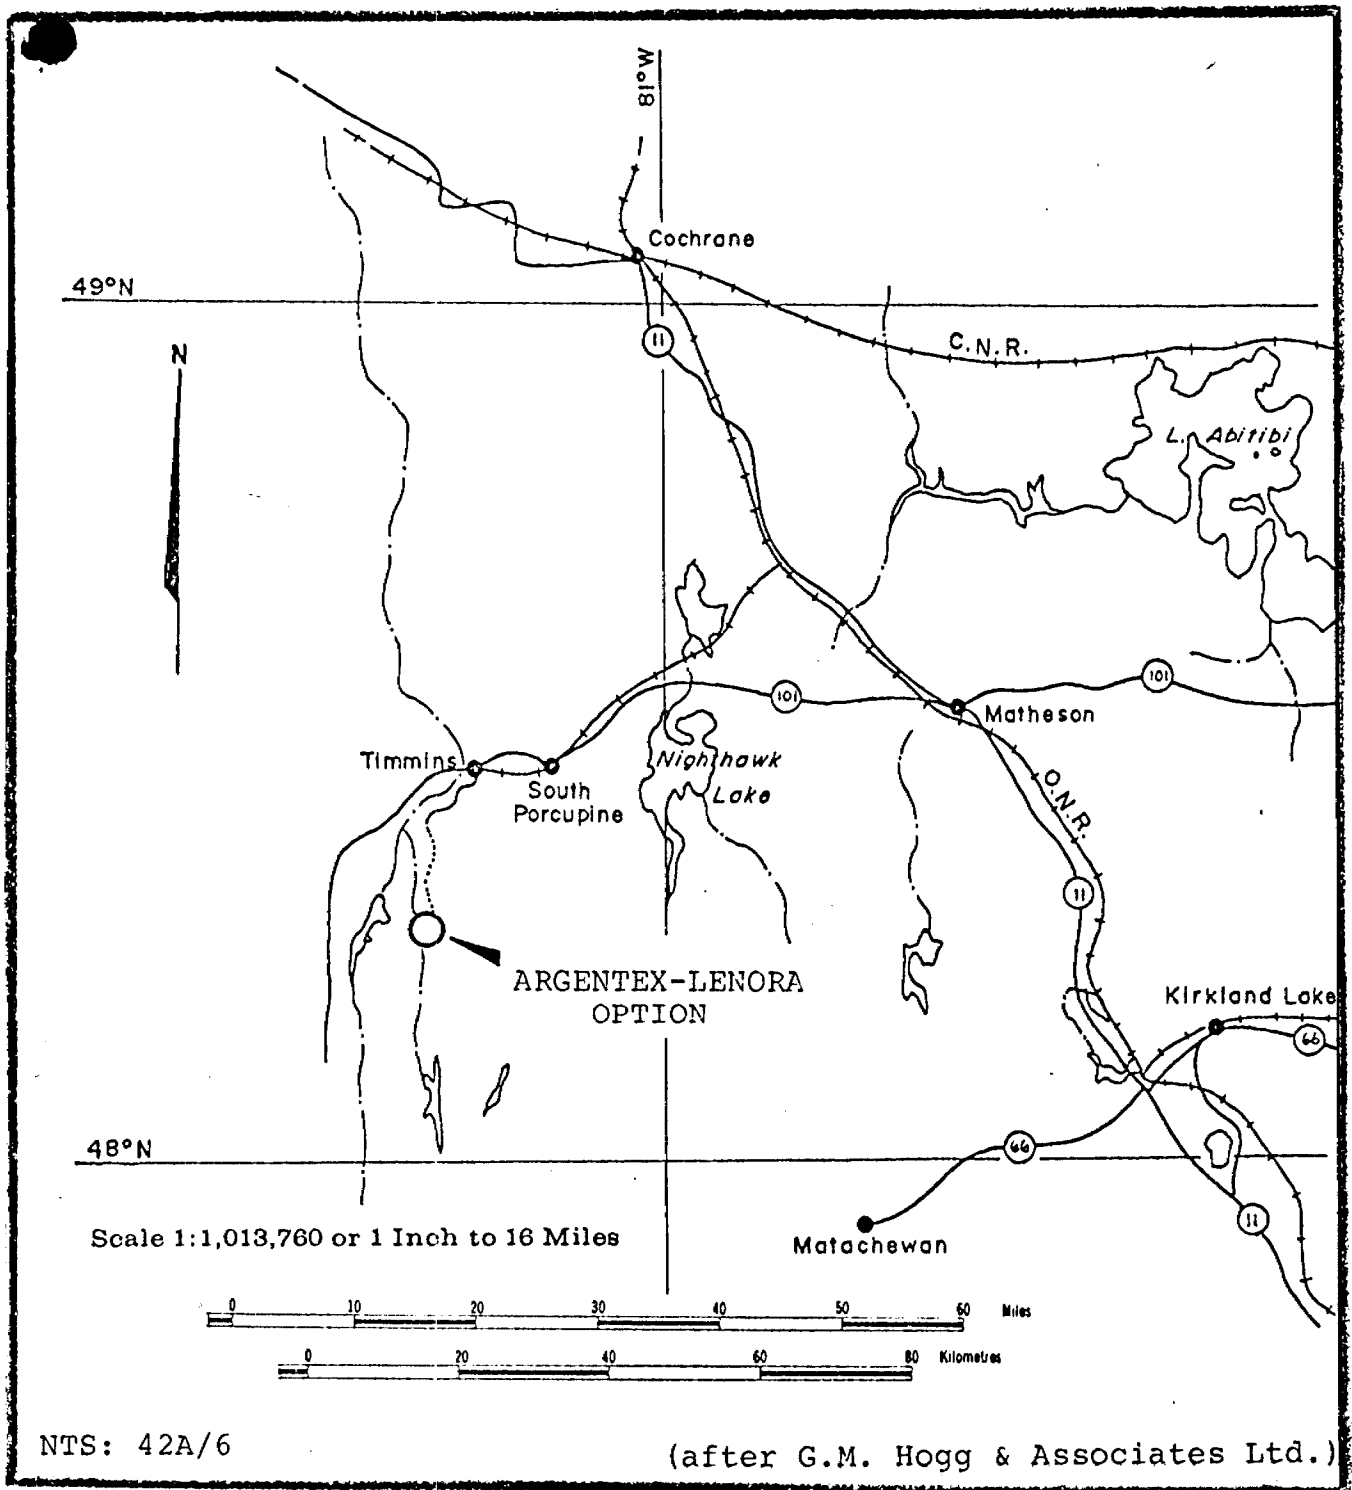 81°W
Cochrane
49°N
N
11
C.N.R.
L. Abitibi
101
101
Matheson
Timmins
South
Porcupine
Nighthawk
Lake
O.N.R.
11
ARGENTEX-LENORA
OPTION
Kirkland Lake
66
48°N
66
11
Scale 1:1,013,760 or 1 Inch to 16 Miles
Matachewan
0 10 20 30 40 50 60 Miles
0 20 40 60 80 Kilometres
NTS: 42A/6
(after G.M. Hogg & Associates Ltd.)